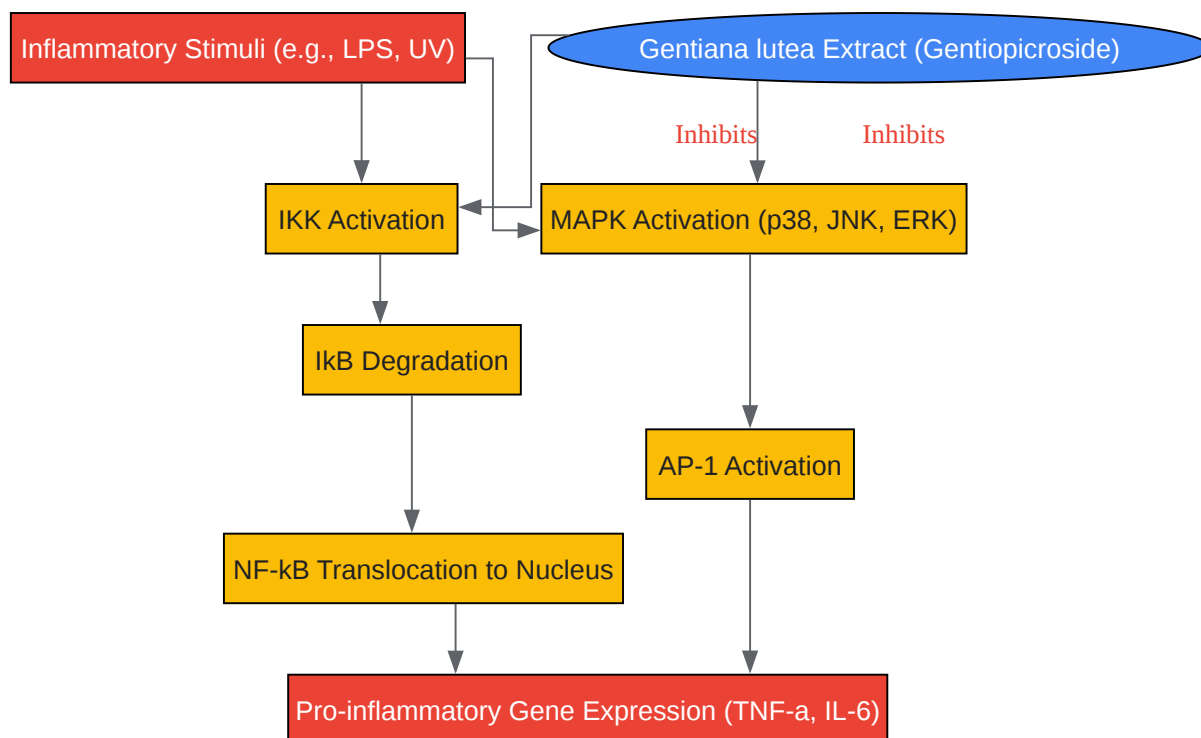 Inflammatory Stimuli (e.g., LPS, UV)
Gentiana lutea Extract (Gentiopicroside)
Inhibits
Inhibits
IKK Activation
MAPK Activation (p38, JNK, ERK)
IkB Degradation
AP-1 Activation
NF-kB Translocation to Nucleus
Pro-inflammatory Gene Expression (TNF-a, IL-6)